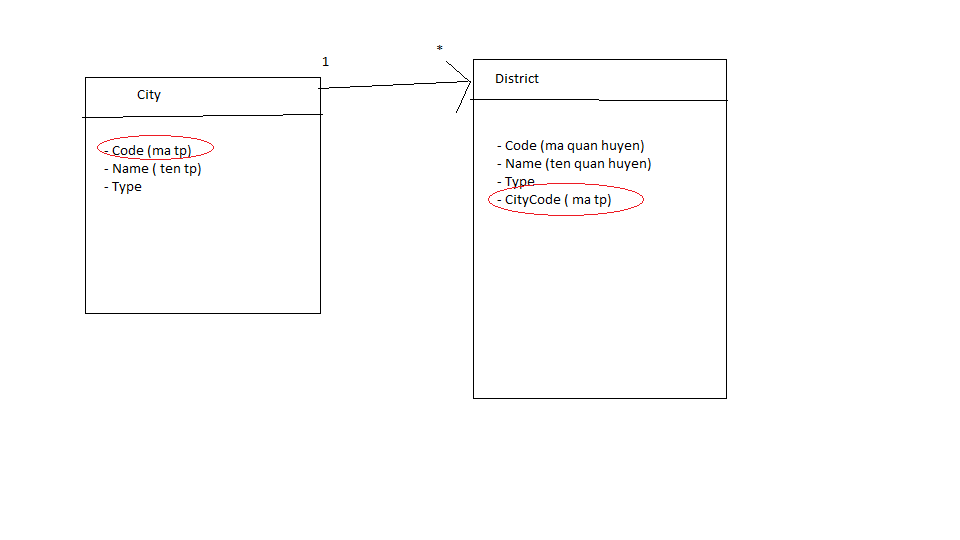 1
*
City
- Code (ma tp)
- Name ( ten tp)
- Type
District
- Code (ma quan huyen)
- Name (ten quan huyen)
- Type
- CityCode ( ma tp)